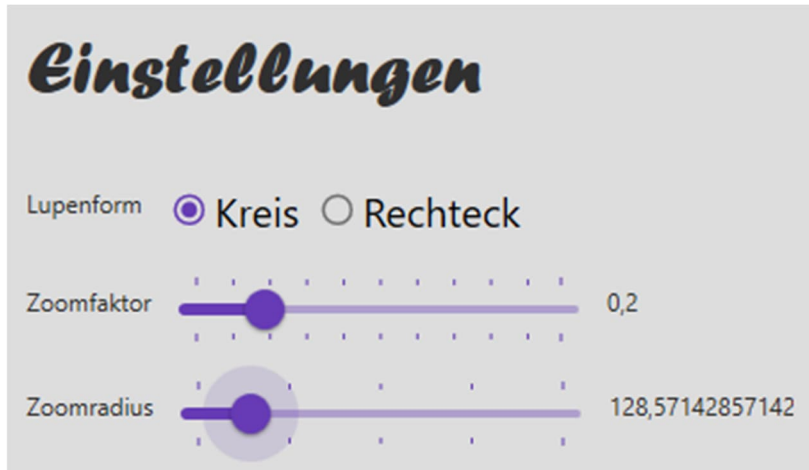 Einstellungen
Lupenform Kreis Rechteck
Zoomfaktor 0,2
Zoomradius 128,57142857142